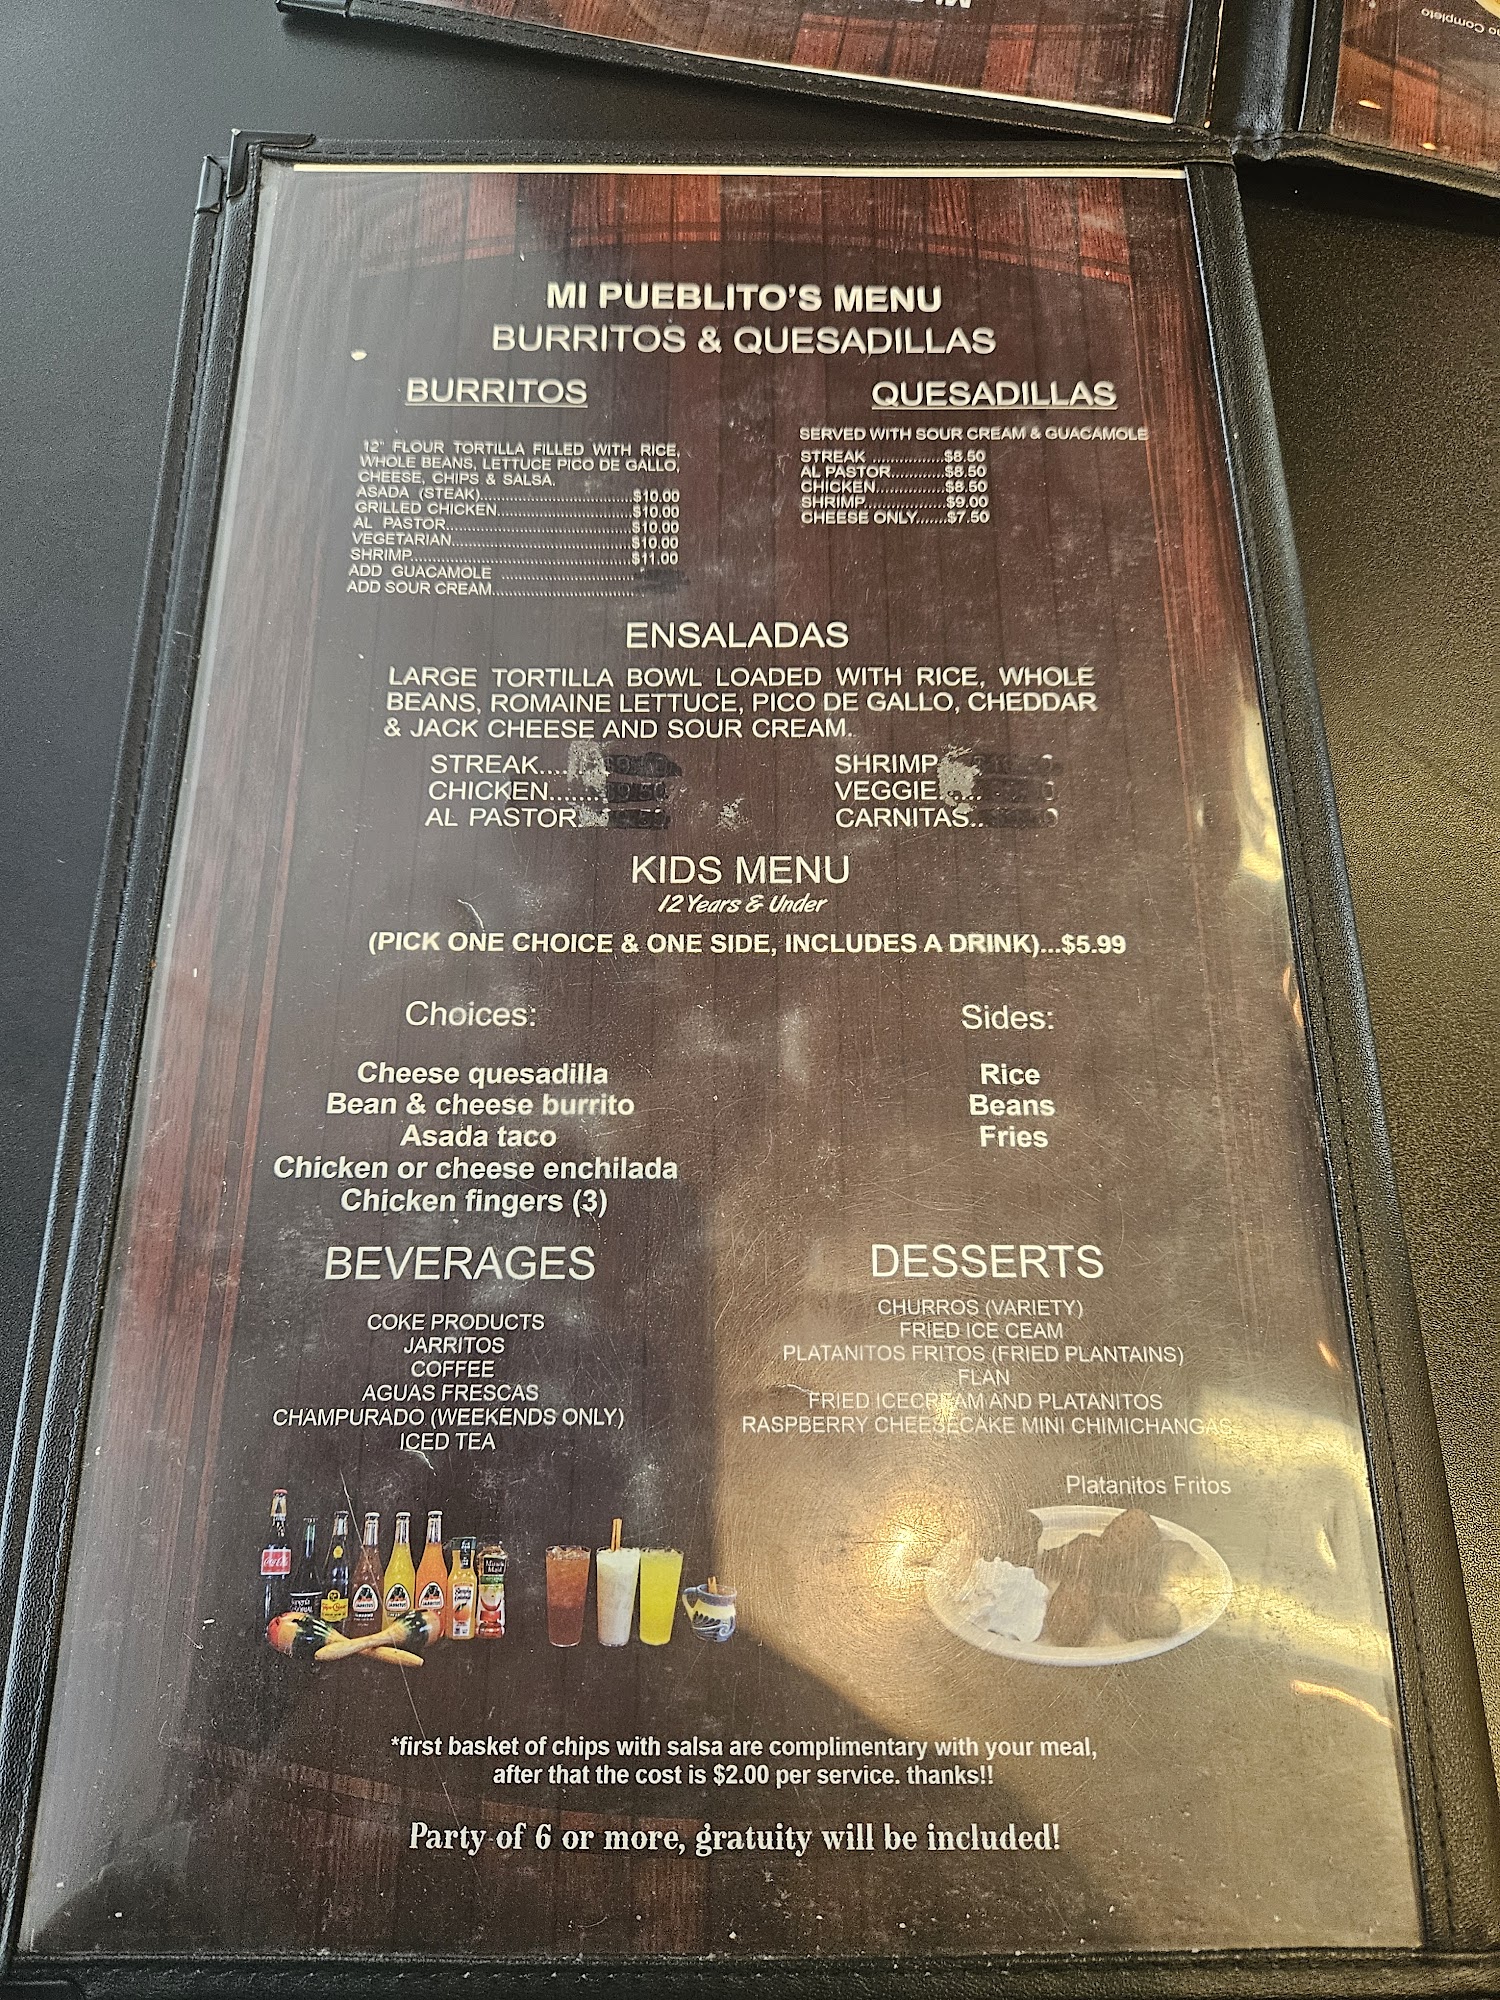 no Completo
MI PUEBLITO'S MENU
BURRITOS & QUESADILLAS
BURRITOS
12" FLOUR TORTILLA FILLED WITH RICE,
WHOLE BEANS, LETTUCE PICO DE GALLO,
CHEESE, CHIPS & SALSA.
ASADA (STEAK)................................$10.00
GRILLED CHICKEN............................$10.00
AL PASTOR.......................................$10.00
VEGETARIAN.....................................$10.00
SHRIMP..............................................$11.00
ADD GUACAMOLE ............................
ADD SOUR CREAM..............................
QUESADILLAS
SERVED WITH SOUR CREAM & GUACAMOLE
STREAK ................$8.50
AL PASTOR............$8.50
CHICKEN...............$8.50
SHRIMP.................$9.00
CHEESE ONLY.......$7.50
ENSALADAS
LARGE TORTILLA BOWL LOADED WITH RICE, WHOLE
BEANS, ROMAINE LETTUCE, PICO DE GALLO, CHEDDAR
& JACK CHEESE AND SOUR CREAM.
STREAK....
CHICKEN.......
AL PASTOR
SHRIMP
VEGGIE
CARNITAS..
KIDS MENU
12 Years & Under
(PICK ONE CHOICE & ONE SIDE, INCLUDES A DRINK)...$5.99
Choices:
Cheese quesadilla
Bean & cheese burrito
Asada taco
Chicken or cheese enchilada
Chicken fingers (3)
Sides:
Rice
Beans
Fries
BEVERAGES
COKE PRODUCTS
JARRITOS
COFFEE
AGUAS FRESCAS
CHAMPURADO (WEEKENDS ONLY)
ICED TEA
DESSERTS
CHURROS (VARIETY)
FRIED ICE CEAM
PLATANITOS FRITOS (FRIED PLANTAINS)
FLAN
FRIED ICECREAM AND PLATANITOS
RASPBERRY CHEESECAKE MINI CHIMICHANGAS
Platanitos Fritos
Coca-Cola
*first basket of chips with salsa are complimentary with your meal,
after that the cost is $2.00 per service. thanks!!
Party of 6 or more, gratuity will be included!